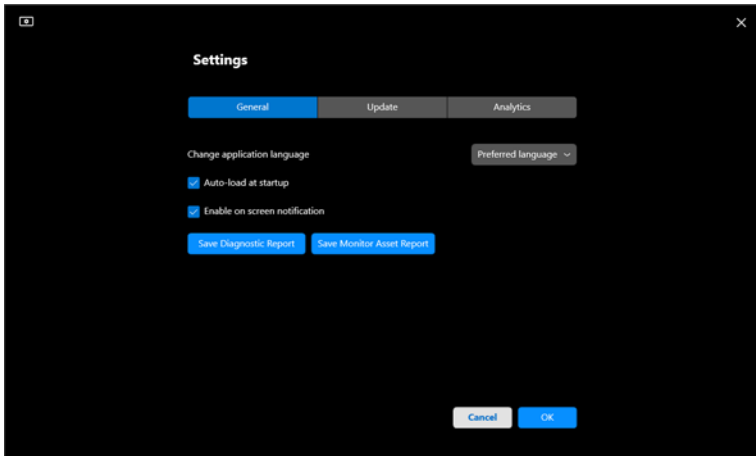 Settings
General Update Analytics
Change application language Preferred language
Auto-load at startup
Enable on screen notification
Save Diagnostic Report Save Monitor Asset Report
Cancel OK